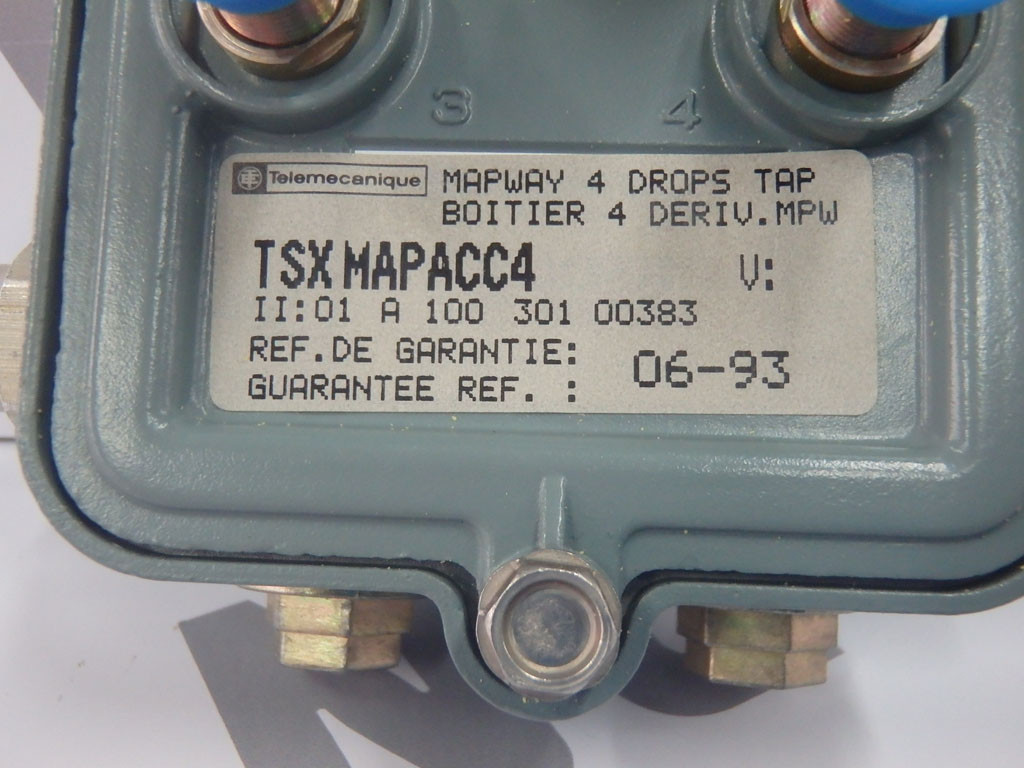 3 4
Telemecanique MAPWAY 4 DROPS TAP
BOITIER 4 DERIV.MPW
TSX MAPACC4 V:
II:01 A 100 301 00383
REF.DE GARANTIE:
GUARANTEE REF. : 06-93